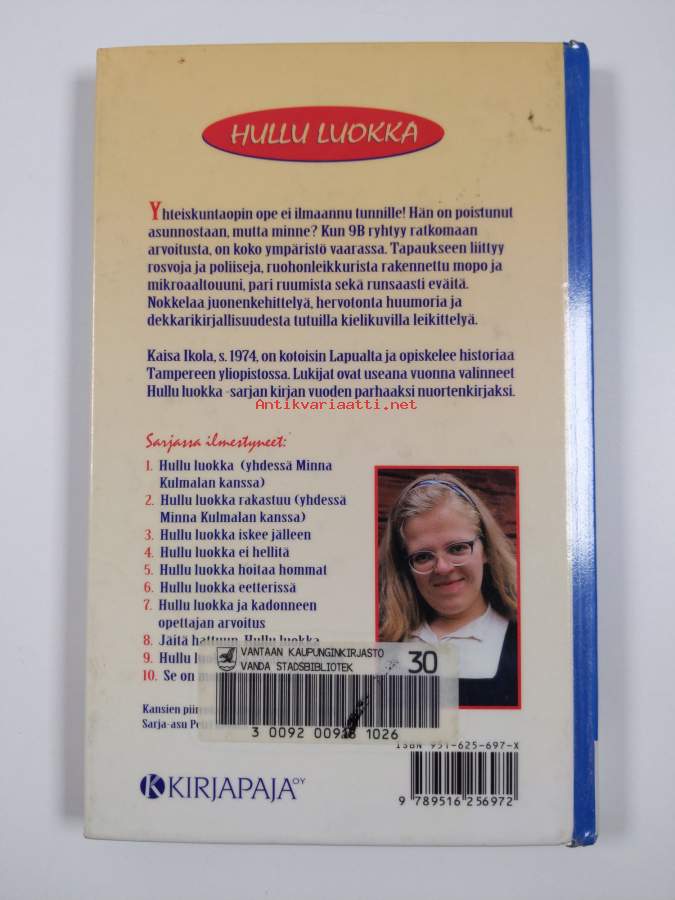 HULLU LUOKKA
Yhteiskuntaopin ope ei ilmaannu tunnille! Hän on poistunut
asunnostaan, mutta minne? Kun 9B ryhtyy ratkomaan
arvoitusta, on koko ympäristö vaarassa. Tapaukseen liittyy
rosvoja ja poliiseja, ruohonleikkurista rakennettu mopo ja
mikroaaltouuni, pari ruumista sekä runsaasti eväitä.
Nokkelaa juonenkehittelyä, hervotonta huumoria ja
dekkarikirjallisuudesta tutuilla kielikuvilla leikittelyä.
Kaisa Ikola, s. 1974, on kotoisin Lapualta ja opiskelee historiaa
Tampereen yliopistossa. Lukijat ovat useana vuonna valinneet
Hullu luokka -sarjan kirjan vuoden parhaaksi nuortenkirjaksi.
Antikvariaatti.net
Sarjassa ilmestyneet:
1. Hullu luokka (yhdessä Minna
Kulmalan kanssa)
2. Hullu luokka rakastuu (yhdessä
Minna Kulmalan kanssa)
3. Hullu luokka iskee jälleen
4. Hullu luokka ei hellitä
5. Hullu luokka hoitaa hommat
6. Hullu luokka eetterissä
7. Hullu luokka ja kadonneen
opettajan arvoitus
8. Jäitä hattuun, Hullu luokka
9. Hullu
10. Se on
VANTAAN KAUPUNGINKIRJASTO
VANDA STADSBIBLIOTEK
30
3 0092 00918 1026
Kansien
Sarja-asu
ISBN 951-625-697-X
9 789516 256972
KIRJAPAJA OY